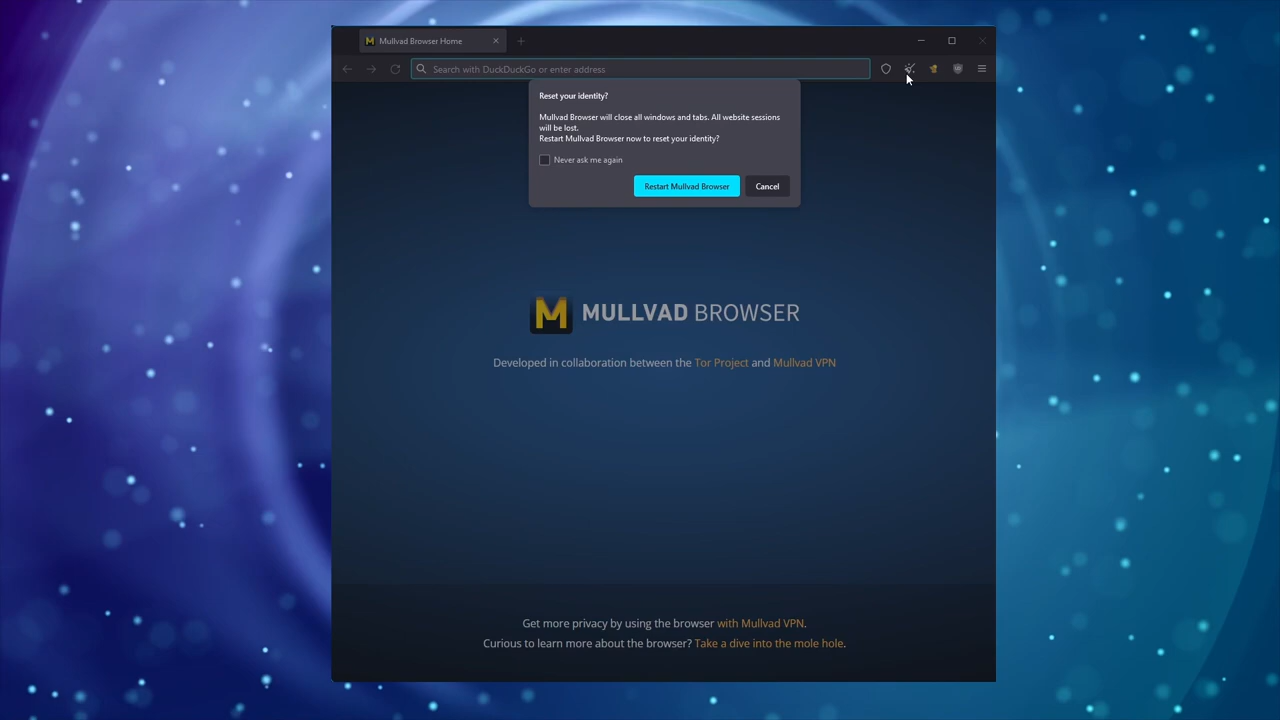 Mullvad Browser Home
Search with DuckDuckGo or enter address
Reset your identity?
Mullvad Browser will close all windows and tabs. All website sessions
will be lost.
Restart Mullvad Browser now to reset your identity?
Never ask me again
Restart Mullvad Browser
Cancel
M MULLVAD BROWSER
Developed in collaboration between the Tor Project and Mullvad VPN
Get more privacy by using the browser with Mullvad VPN.
Curious to learn more about the browser? Take a dive into the mole hole.